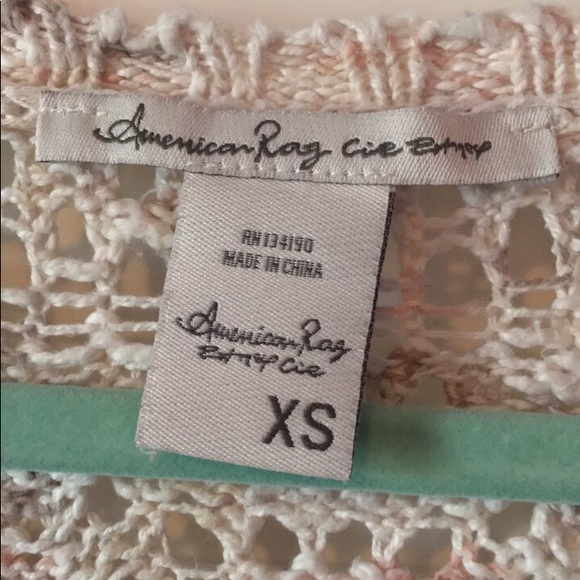 American Rag Cie
RN 134190
MADE IN CHINA
American Rag
Cie
XS